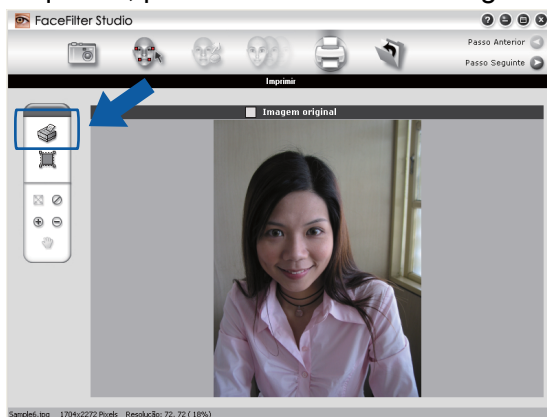 FaceFilter Studio
Passo Anterior
Passo Seguinte
Imprimir
Imagem original
Sample6.jpg 1704x2272 Pixels Resolução: 72, 72 ( 18%)